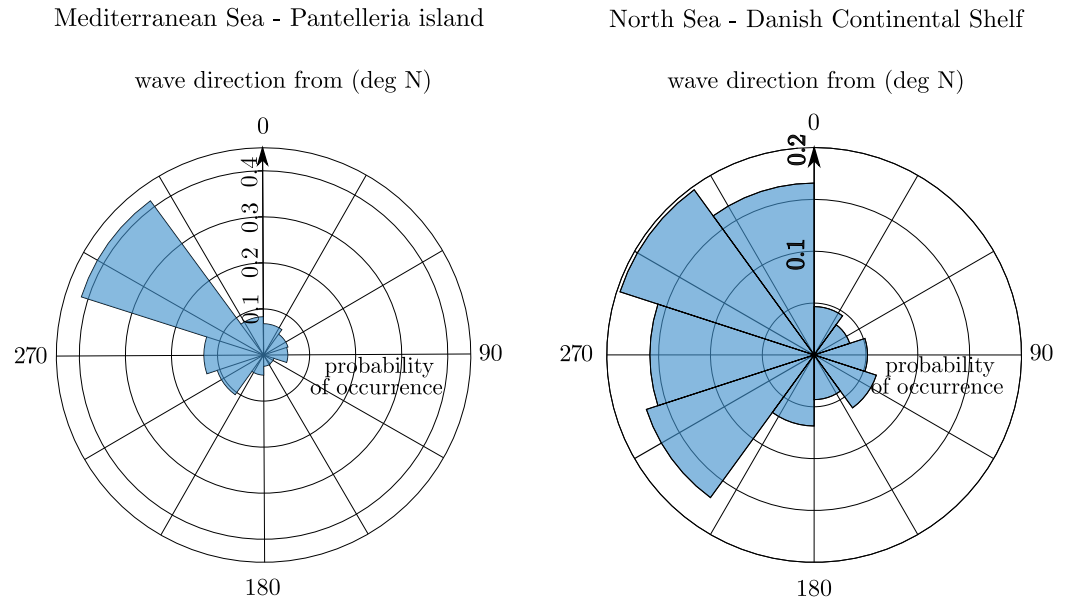 Mediterranean Sea - Pantelleria island
wave direction from (deg N)
0
0.4
0.3
0.2
0.1
270
90
probability
of occurrence
180
North Sea - Danish Continental Shelf
wave direction from (deg N)
0
0.2
0.1
270
90
probability
of occurrence
180